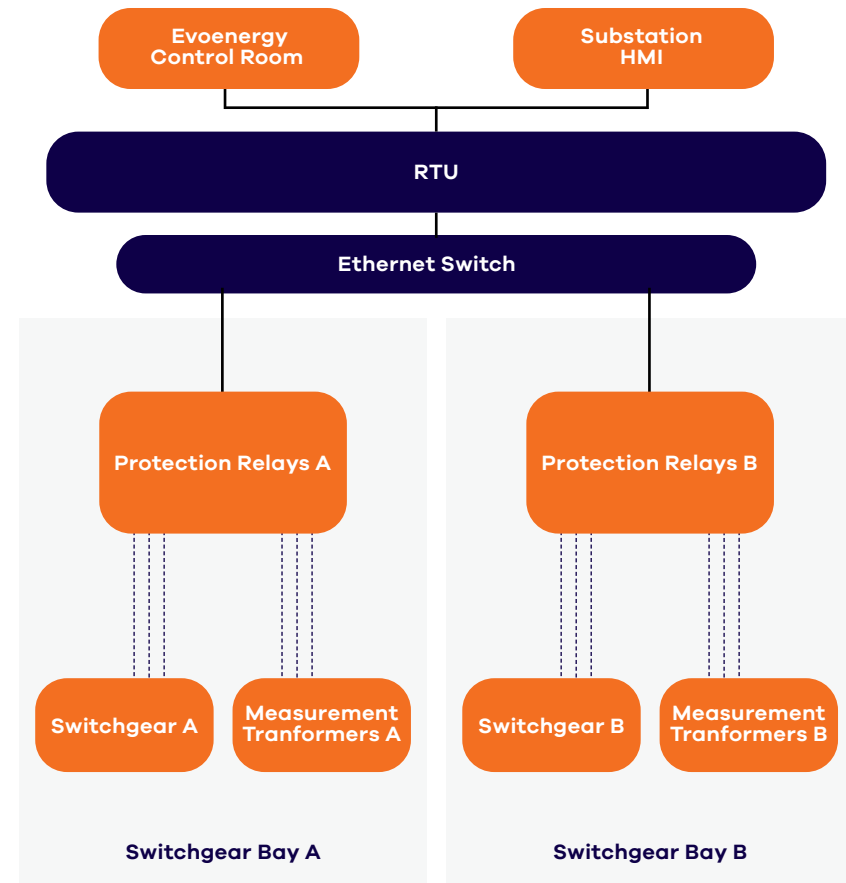 Evoenergy
Control Room
Substation
HMI
RTU
Ethernet Switch
Protection Relays A
Protection Relays B
Switchgear A
Measurement
Tranformers A
Switchgear B
Measurement
Tranformers B
Switchgear Bay A
Switchgear Bay B